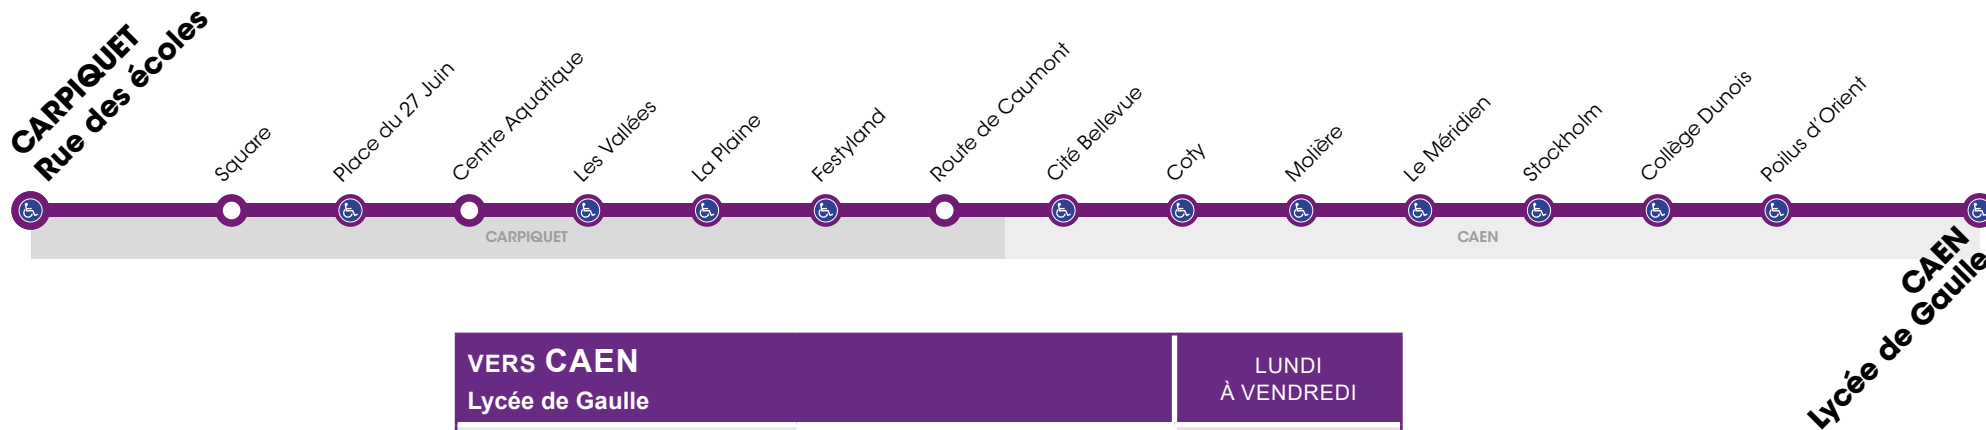 CARPIQUET
Rue des écoles
Square
Place du 27 Juin
Centre Aquatique
Les Vallées
La Plaine
Festyland
Route de Caumont
Cité Bellevue
Coty
Molière
Le Méridien
Stockholm
Collège Dunois
Poilus d'Orient
CAEN
Lycée de Gaulle
CARPIQUET
CAEN
VERS CAEN
Lycée de Gaulle
LUNDI
À VENDREDI